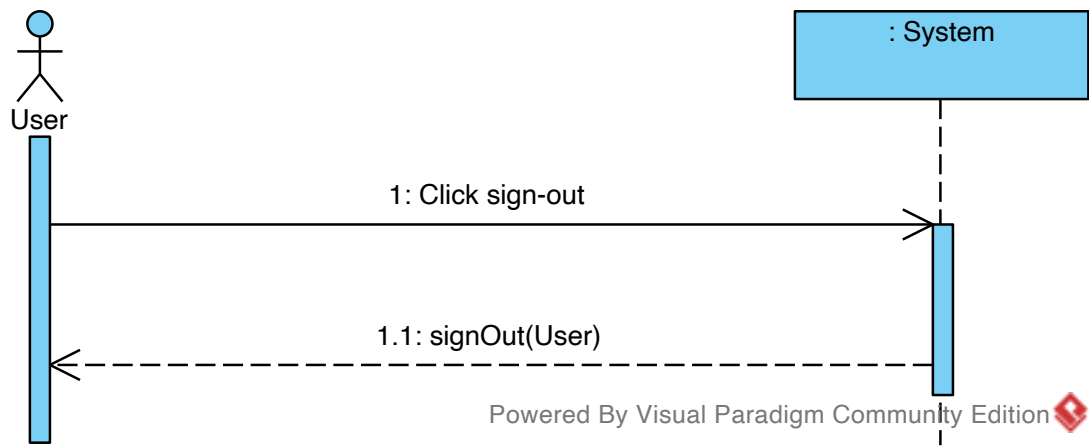 : System
User
1: Click sign-out
1.1: signOut(User)
Powered By Visual Paradigm Community Edition